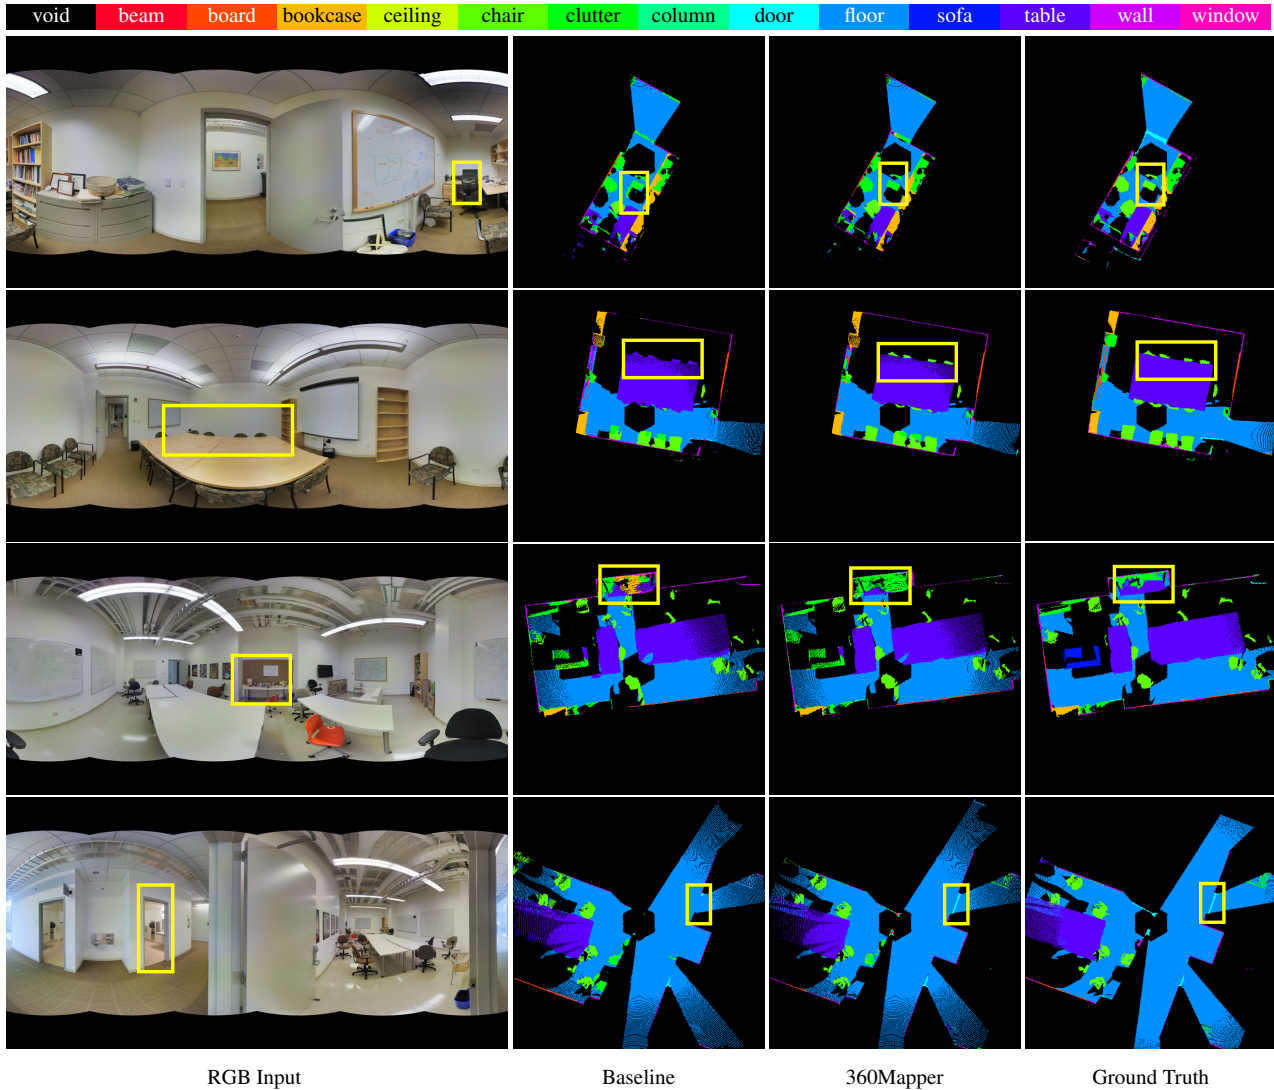 void beam board bookcase ceiling chair clutter column door floor sofa table wall window
RGB Input Baseline 360Mapper Ground Truth